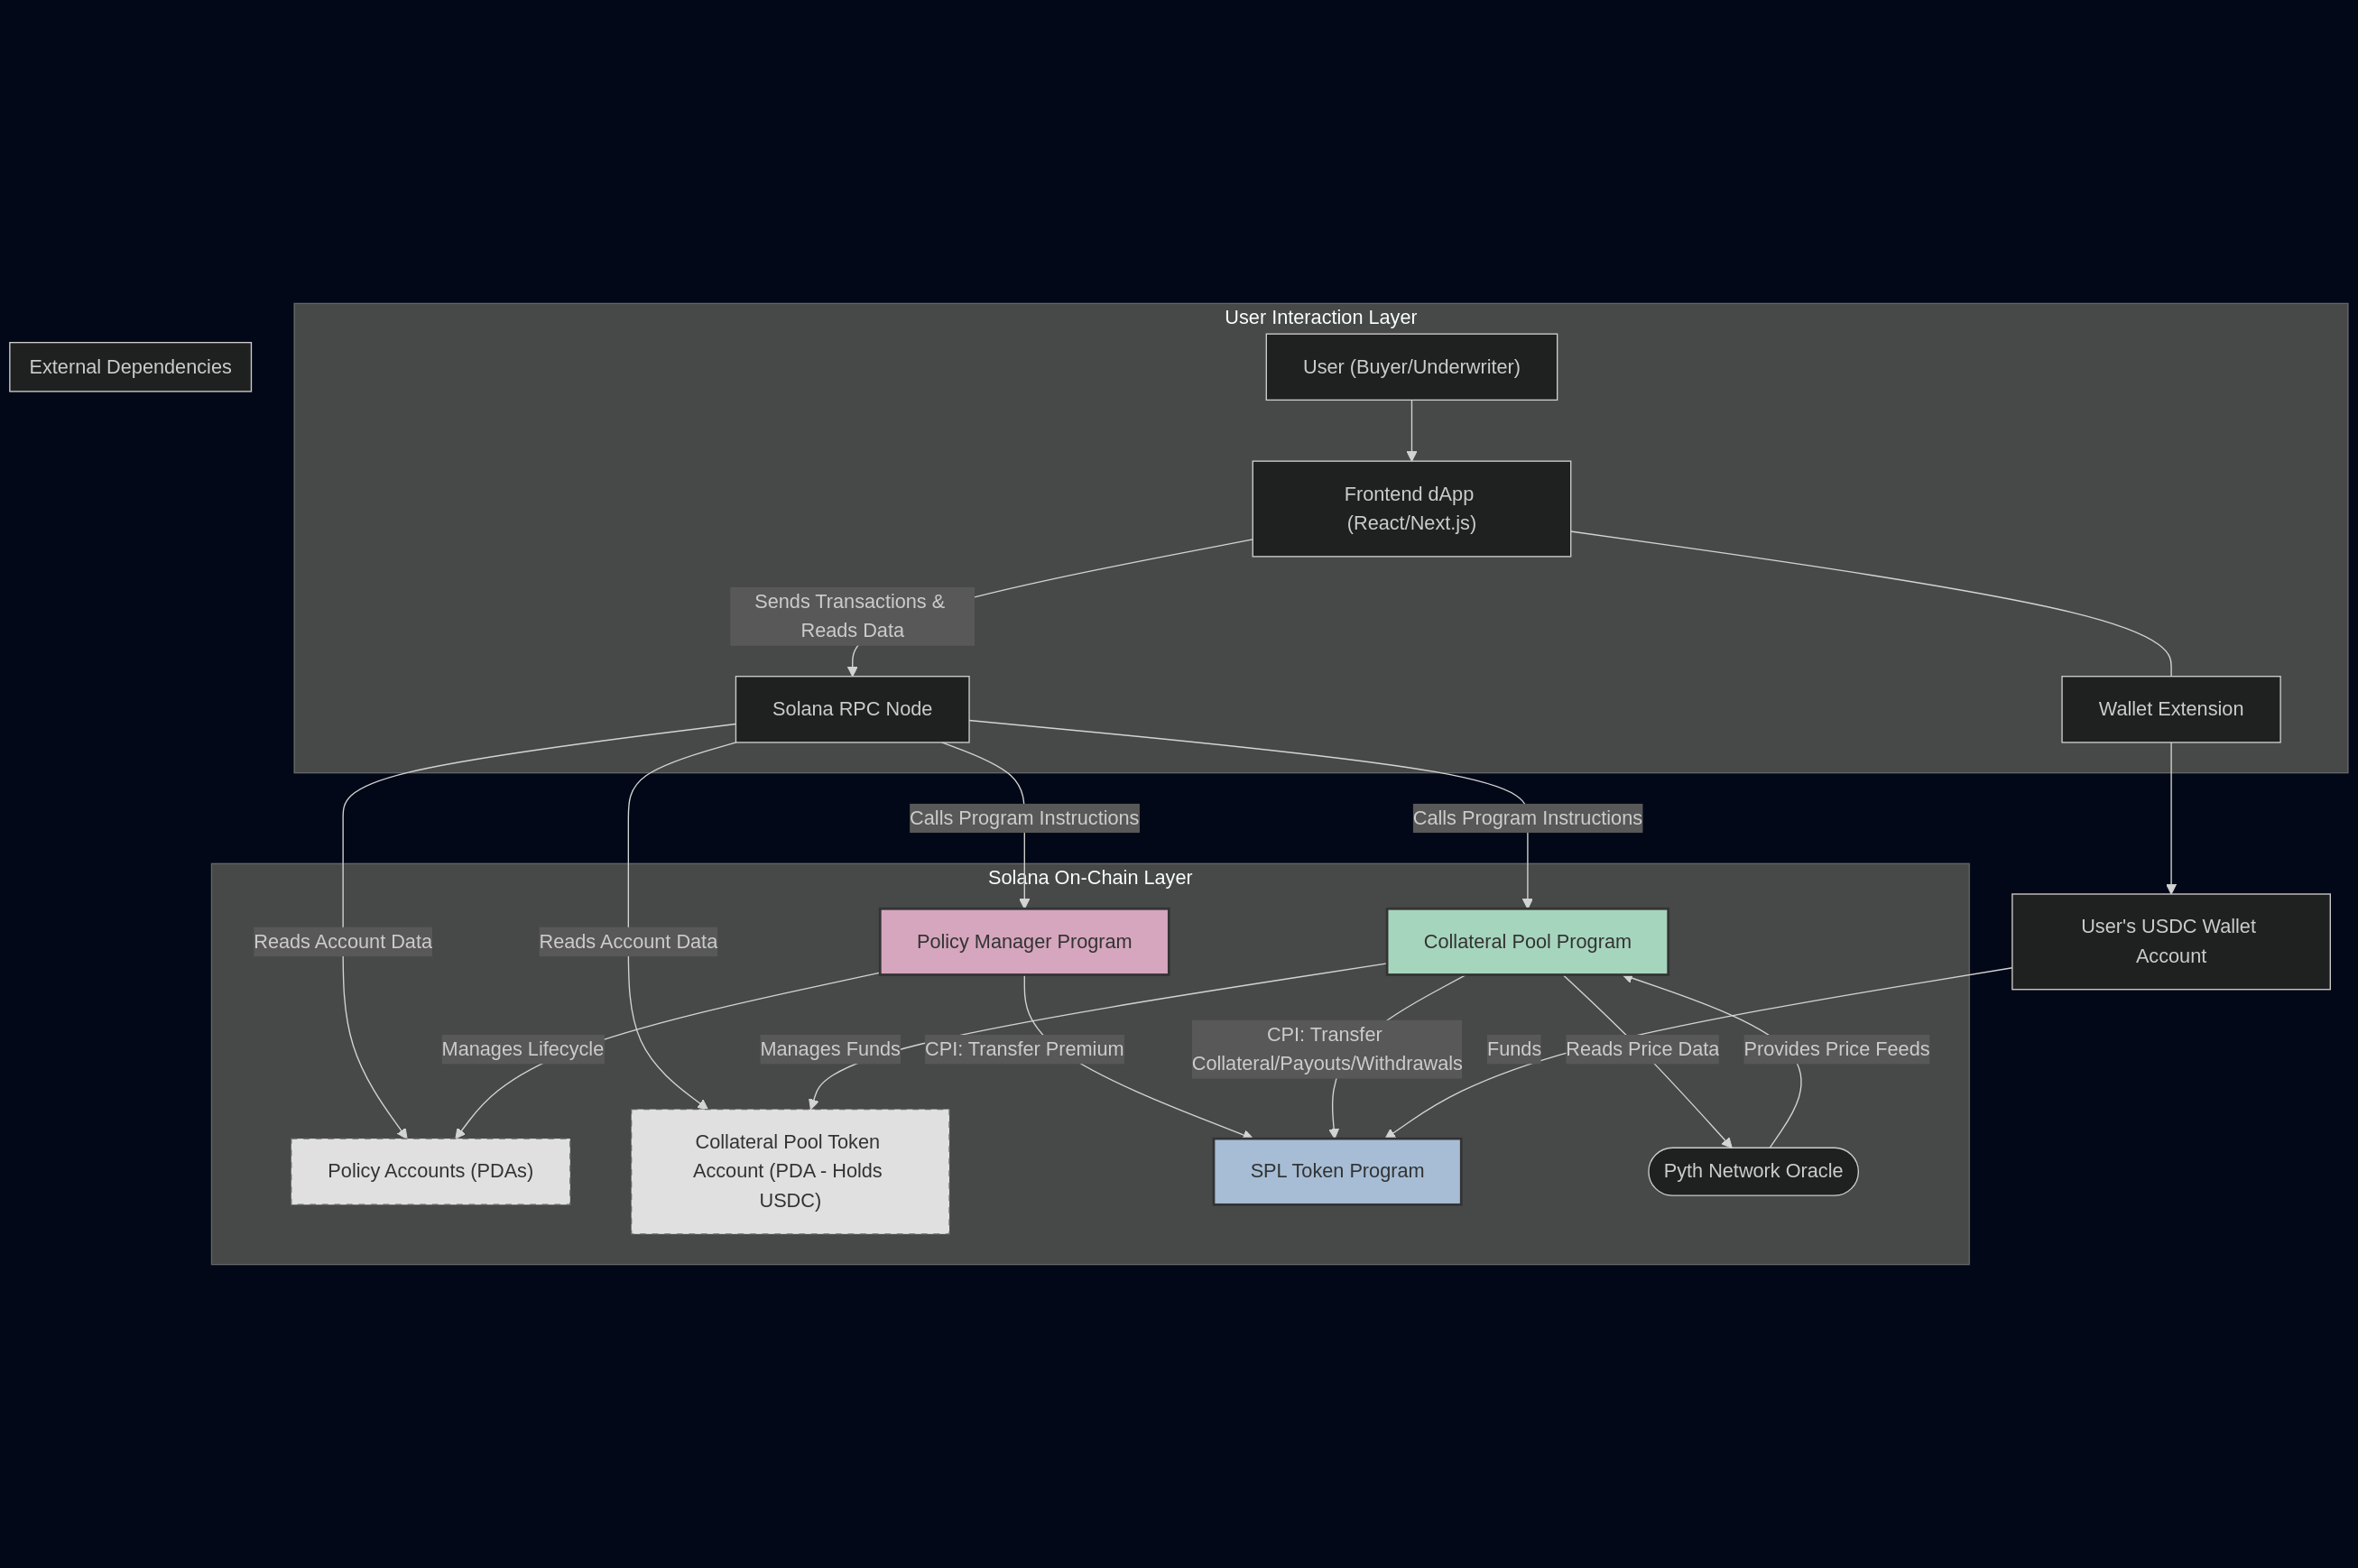 User Interaction Layer
External Dependencies
User (Buyer/Underwriter)
Frontend dApp
(React/Next.js)
Sends Transactions &
Reads Data
Solana RPC Node
Wallet Extension
Calls Program Instructions
Calls Program Instructions
Solana On-Chain Layer
Reads Account Data
Reads Account Data
Policy Manager Program
Collateral Pool Program
User's USDC Wallet
Account
Manages Lifecycle
Manages Funds
CPI: Transfer Premium
CPI: Transfer
Collateral/Payouts/Withdrawals
Funds
Reads Price Data
Provides Price Feeds
Policy Accounts (PDAs)
Collateral Pool Token
Account (PDA - Holds
USDC)
SPL Token Program
Pyth Network Oracle